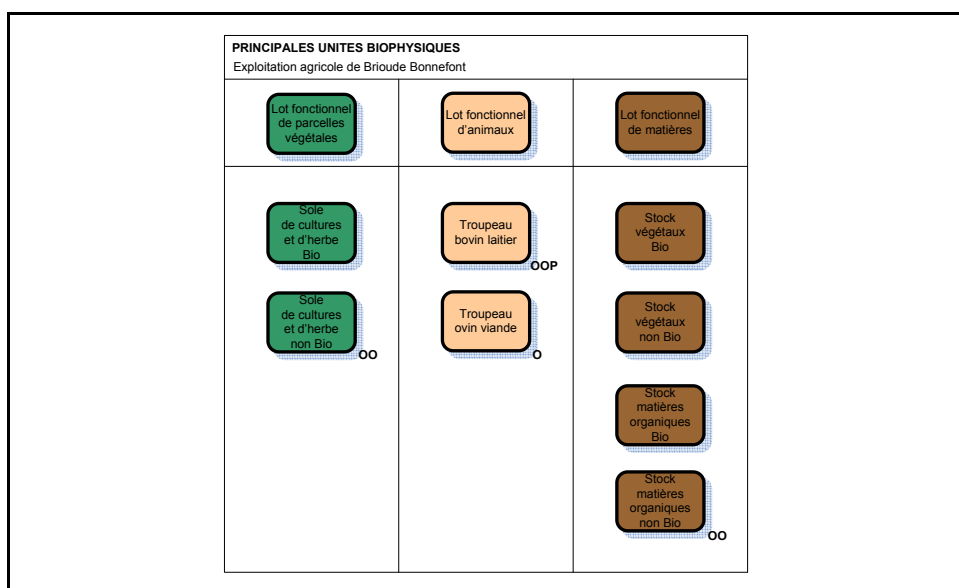 PRINCIPALES UNITES BIOPHYSIQUES
Exploitation agricole de Brioude Bonnefont
Lot fonctionnel
de parcelles
végétales
Lot fonctionnel
d'animaux
Lot fonctionnel
de matières
Sole
de cultures
et d'herbe
Bio
Troupeau
bovin laitier
OOP
Stock
végétaux
Bio
Sole
de cultures
et d'herbe
non Bio
OO
Troupeau
ovin viande
O
Stock
végétaux
non Bio
Stock
matières
organiques
Bio
Stock
matières
organiques
non Bio
OO